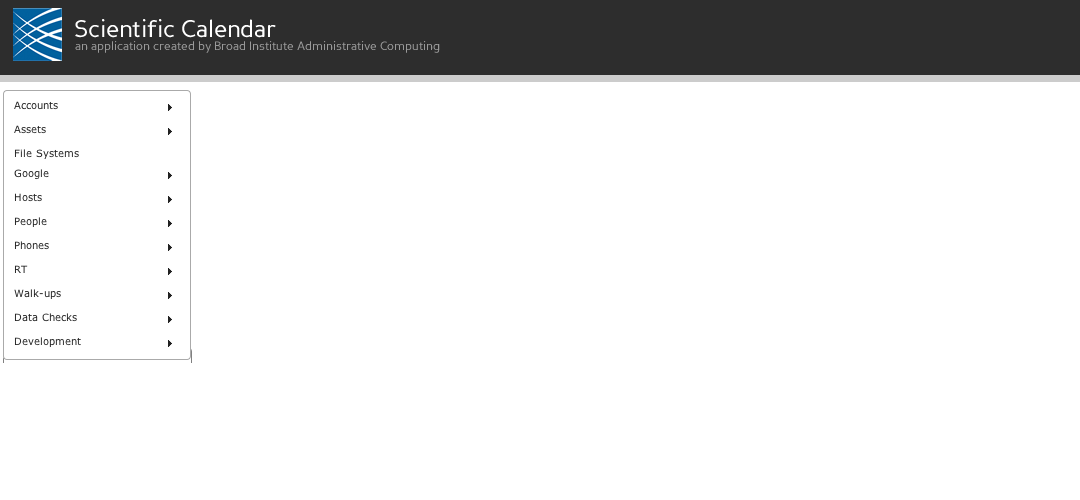 Scientific Calendar
an application created by Broad Institute Administrative Computing
Accounts
Assets
File Systems
Google
Hosts
People
Phones
RT
Walk-ups
Data Checks
Development